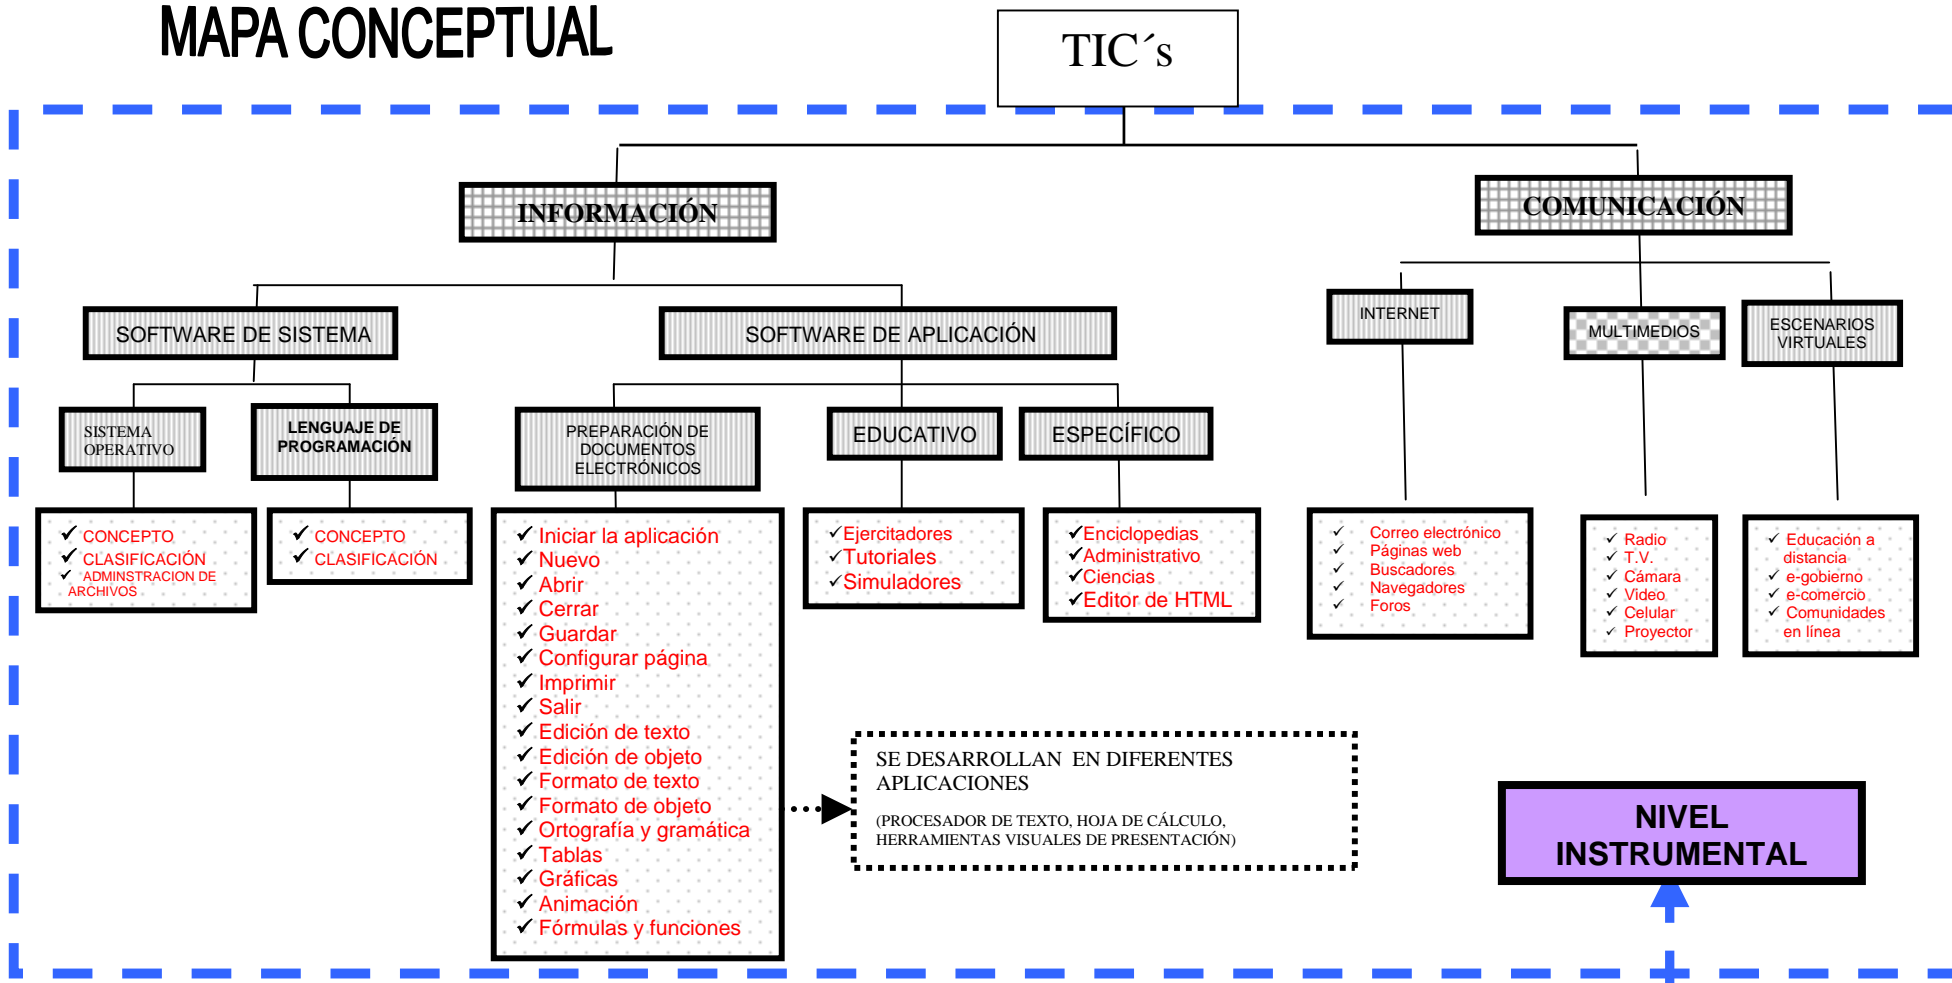 MAPA CONCEPTUAL
TIC´s
INFORMACIÓN
COMUNICACIÓN
SOFTWARE DE SISTEMA
SOFTWARE DE APLICACIÓN
INTERNET
MULTIMEDIOS
ESCENARIOS
VIRTUALES
SISTEMA
OPERATIVO
LENGUAJE DE
PROGRAMACIÓN
PREPARACIÓN DE
DOCUMENTOS
ELECTRÓNICOS
EDUCATIVO
ESPECÍFICO
✓ CONCEPTO
✓ CLASIFICACIÓN
✓ ADMINSTRACION DE
ARCHIVOS
✓ CONCEPTO
✓ CLASIFICACIÓN
✓ Iniciar la aplicación
✓ Nuevo
✓ Abrir
✓ Cerrar
✓ Guardar
✓ Configurar página
✓ Imprimir
✓ Salir
✓ Edición de texto
✓ Edición de objeto
✓ Formato de texto
✓ Formato de objeto
✓ Ortografía y gramática
✓ Tablas
✓ Gráficas
✓ Animación
✓ Fórmulas y funciones
✓ Ejercitadores
✓ Tutoriales
✓ Simuladores
✓ Enciclopedias
✓ Administrativo
✓ Ciencias
✓ Editor de HTML
✓ Correo electrónico
✓ Páginas web
✓ Buscadores
✓ Navegadores
✓ Foros
✓ Radio
✓ T.V.
✓ Cámara
✓ Video
✓ Celular
✓ Proyector
✓ Educación a
distancia
✓ e-gobierno
✓ e-comercio
✓ Comunidades
en línea
SE DESARROLLAN EN DIFERENTES
APLICACIONES
(PROCESADOR DE TEXTO, HOJA DE CÁLCULO,
HERRAMIENTAS VISUALES DE PRESENTACIÓN)
NIVEL
INSTRUMENTAL